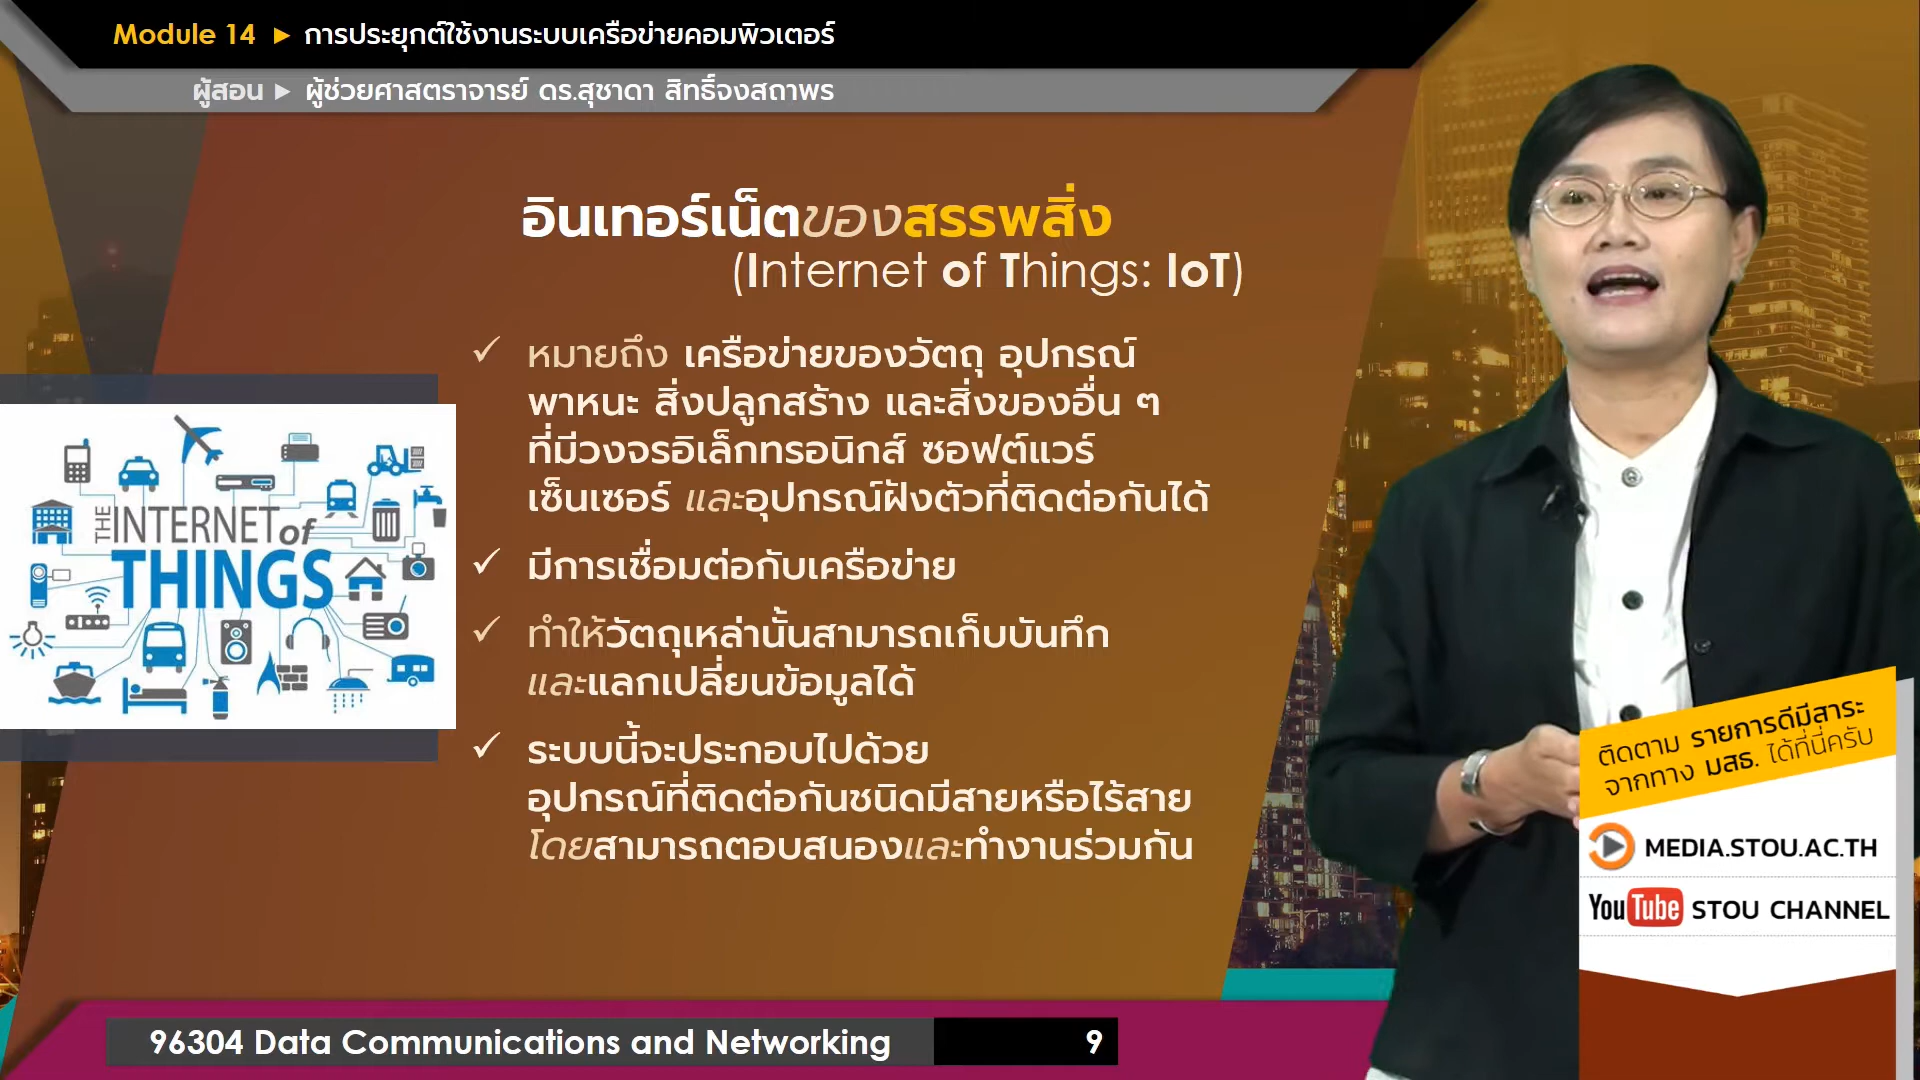 Module 14 ► การประยุกต์ใช้งานระบบเครือข่ายคอมพิวเตอร์
ผู้สอน ► ผู้ช่วยศาสตราจารย์ ดร.สุชาดา สิทธิ์จงสถาพร
อินเทอร์เน็ตของสรรพสิ่ง
(Internet of Things: IoT)
✓ หมายถึง เครือข่ายของวัตถุ อุปกรณ์
พาหนะ สิ่งปลูกสร้าง และสิ่งของอื่น ๆ
ที่มีวงจรอิเล็กทรอนิกส์ ซอฟต์แวร์
เซ็นเซอร์ และอุปกรณ์ฝังตัวที่ติดต่อกันได้
✓ มีการเชื่อมต่อกับเครือข่าย
✓ ทำให้วัตถุเหล่านั้นสามารถเก็บบันทึก
และแลกเปลี่ยนข้อมูลได้
✓ ระบบนี้จะประกอบไปด้วย
อุปกรณ์ที่ติดต่อกันชนิดมีสายหรือไร้สาย
โดยสามารถตอบสนองและทำงานร่วมกัน
THE INTERNET of
THINGS
ติดตาม รายการดีมีสาระ
จากทาง มสธ. ได้ที่นี่ครับ
MEDIA.STOU.AC.TH
YouTube STOU CHANNEL
96304 Data Communications and Networking
9